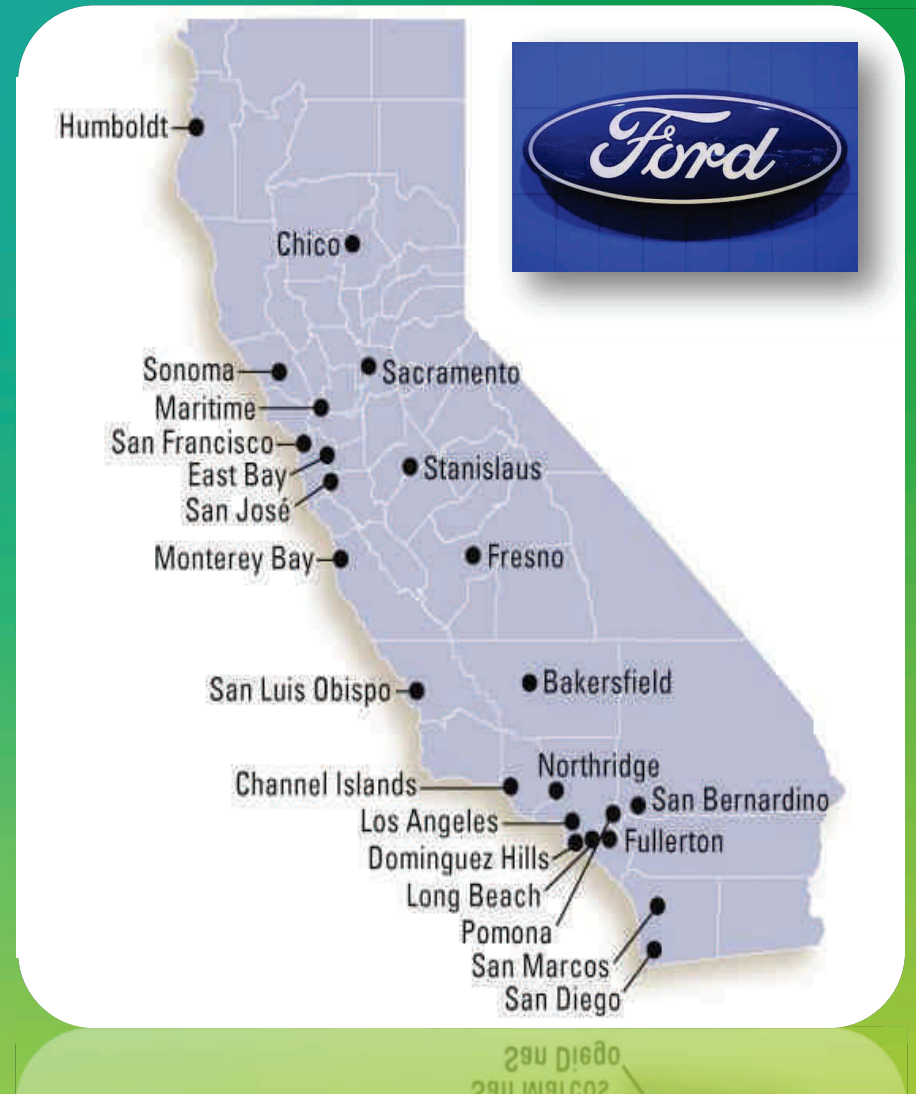 Ford
Humboldt
Chico
Sonoma
Sacramento
Maritime
San Francisco
East Bay
Stanislaus
San José
Monterey Bay
Fresno
San Luis Obispo
Bakersfield
Northridge
Channel Islands
San Bernardino
Los Angeles
Fullerton
Dominguez Hills
Long Beach
Pomona
San Marcos
San Diego
San Diego
San Marcos